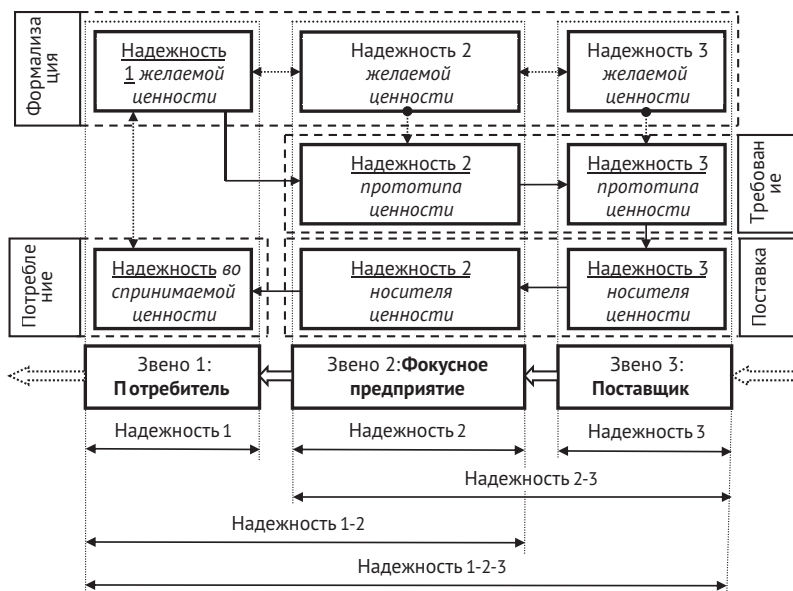 Формализа
ция
Надежность
1 желаемой
ценности
Надежность 2
желаемой
ценности
Надежность 3
желаемой
ценности
Надежность 2
прототипа
ценности
Надежность 3
прототипа
ценности
Требован
ие
Потребле
ние
Надежность во
спринимаемой
ценности
Надежность 2
носителя
ценности
Надежность 3
носителя
ценности
Поставка
Звено 1:
Потребитель
Звено 2:Фокусное
предприятие
Звено 3:
Поставщик
Надежность 1
Надежность 2
Надежность 3
Надежность 2-3
Надежность 1-2
Надежность 1-2-3